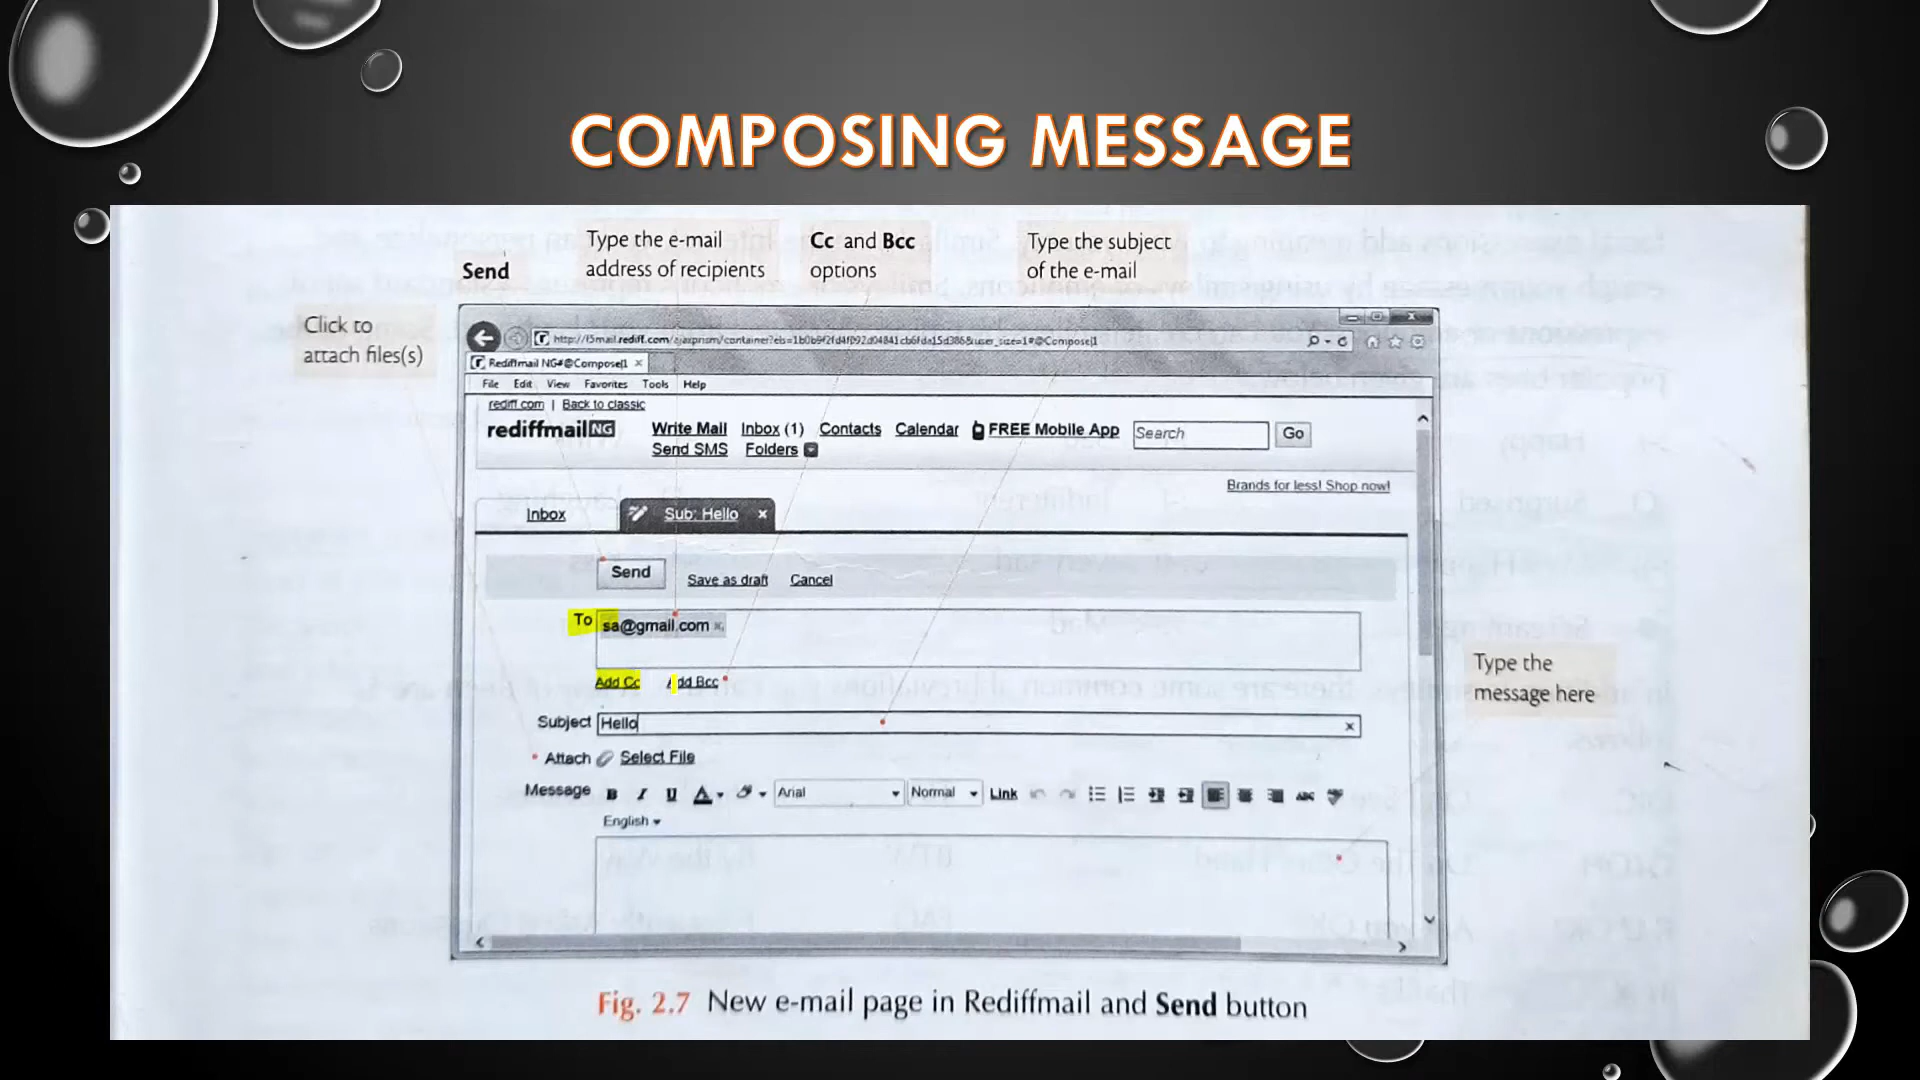 COMPOSING MESSAGE
Send
Type the e-mail
address of recipients
Cc and Bcc
options
Type the subject
of the e-mail
Click to
attach files(s)
Rediffmail NG#@Compose|1
File Edit View Favorites Tools Help
rediff.com | Back to classic
rediffmail NG
Write Mail Inbox (1) Contacts Calendar FREE Mobile App Search Go
Send SMS Folders
Brands for less! Shop now!
Inbox Sub: Hello x
Send Save as draft Cancel
To sa@gmail.com x
Add Cc Add Bcc
Type the
message here
Subject Hello x
* Attach Select File
Message B I U A Arial Normal Link ABC
English
Fig. 2.7 New e-mail page in Rediffmail and Send button